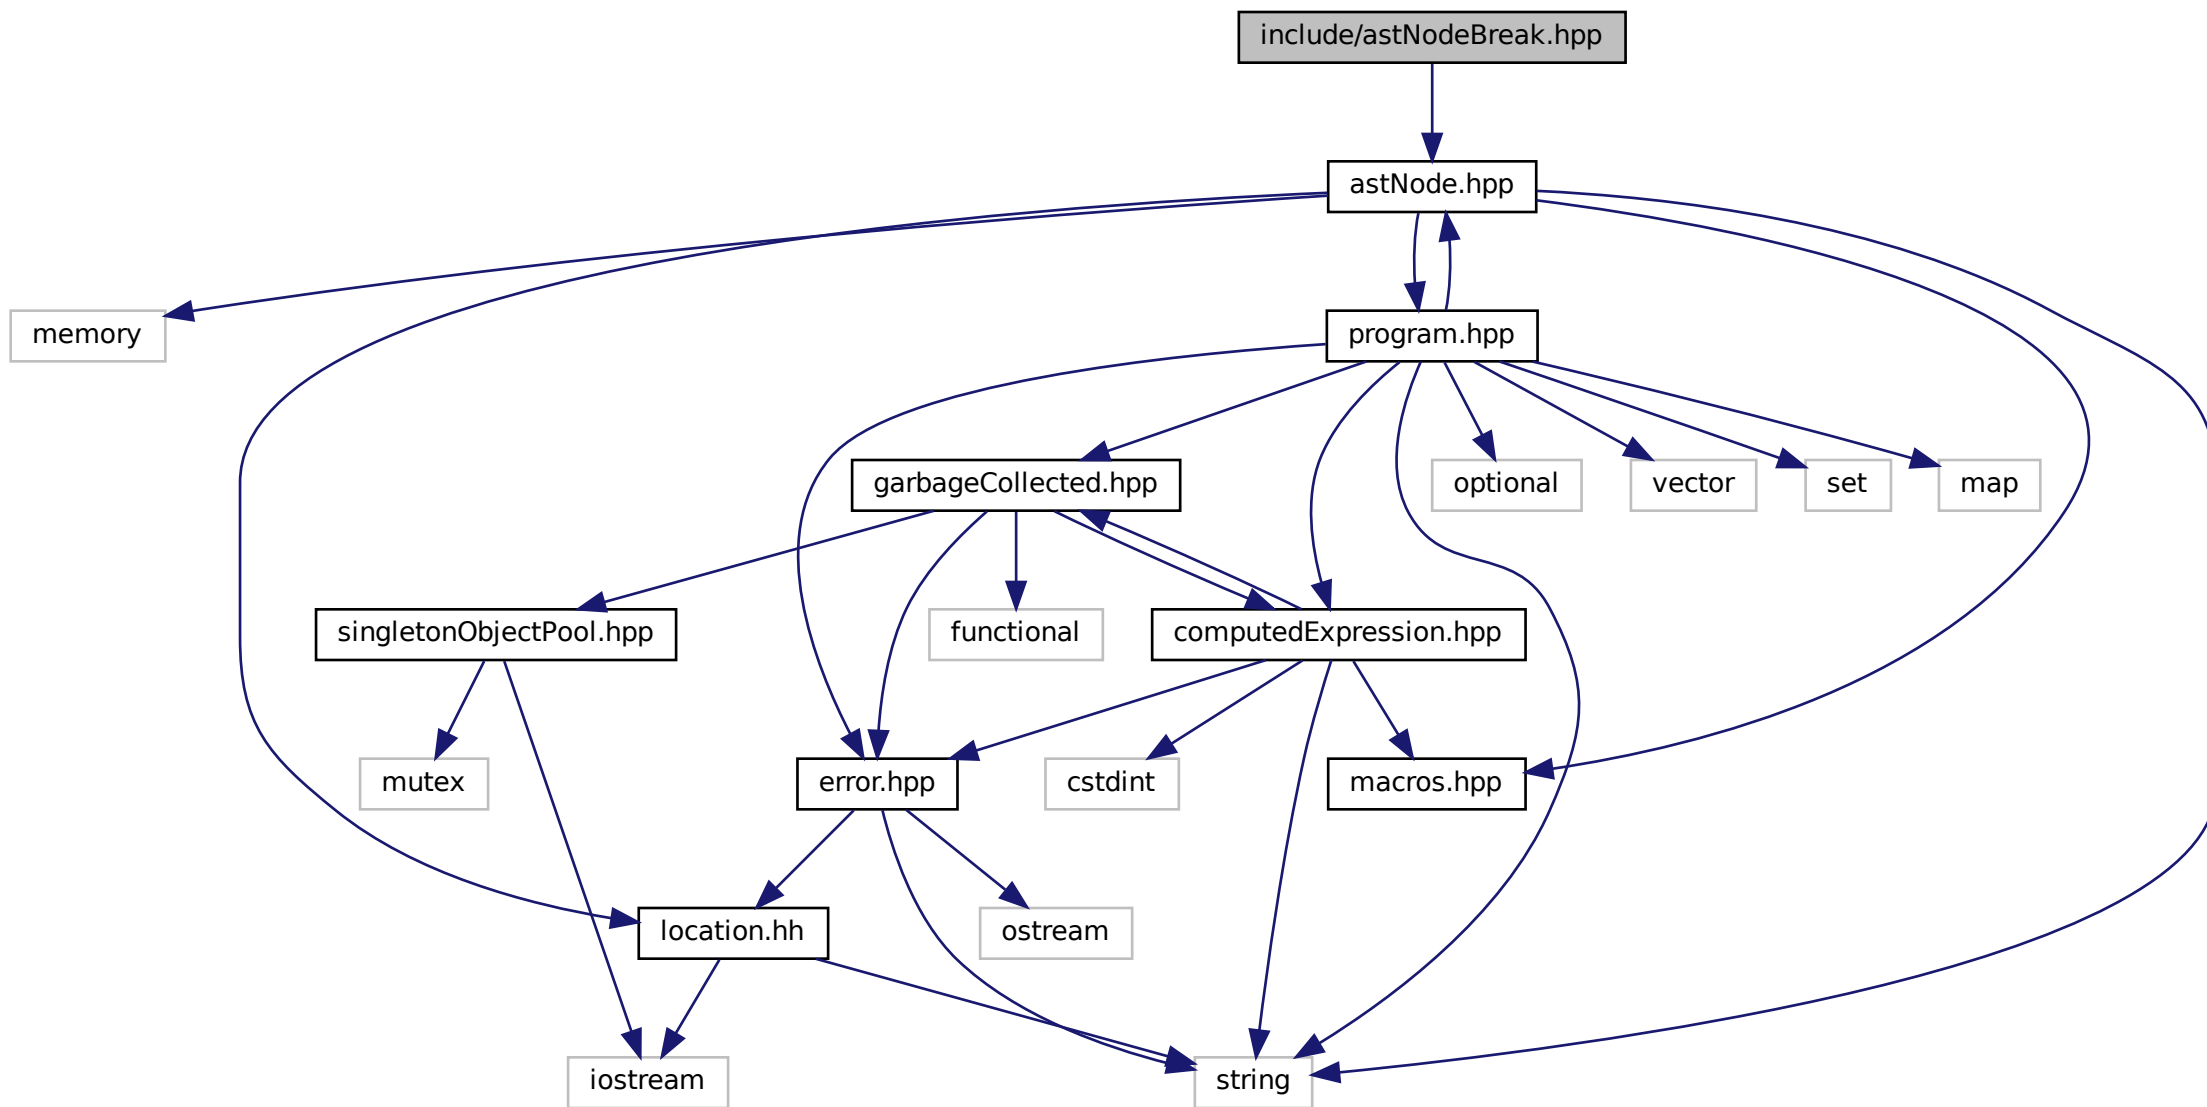 include/astNodeBreak.hpp
astNode.hpp
memory
program.hpp
garbageCollected.hpp
optional
vector
set
map
singletonObjectPool.hpp
functional
computedExpression.hpp
mutex
error.hpp
cstdint
macros.hpp
location.hh
ostream
iostream
string